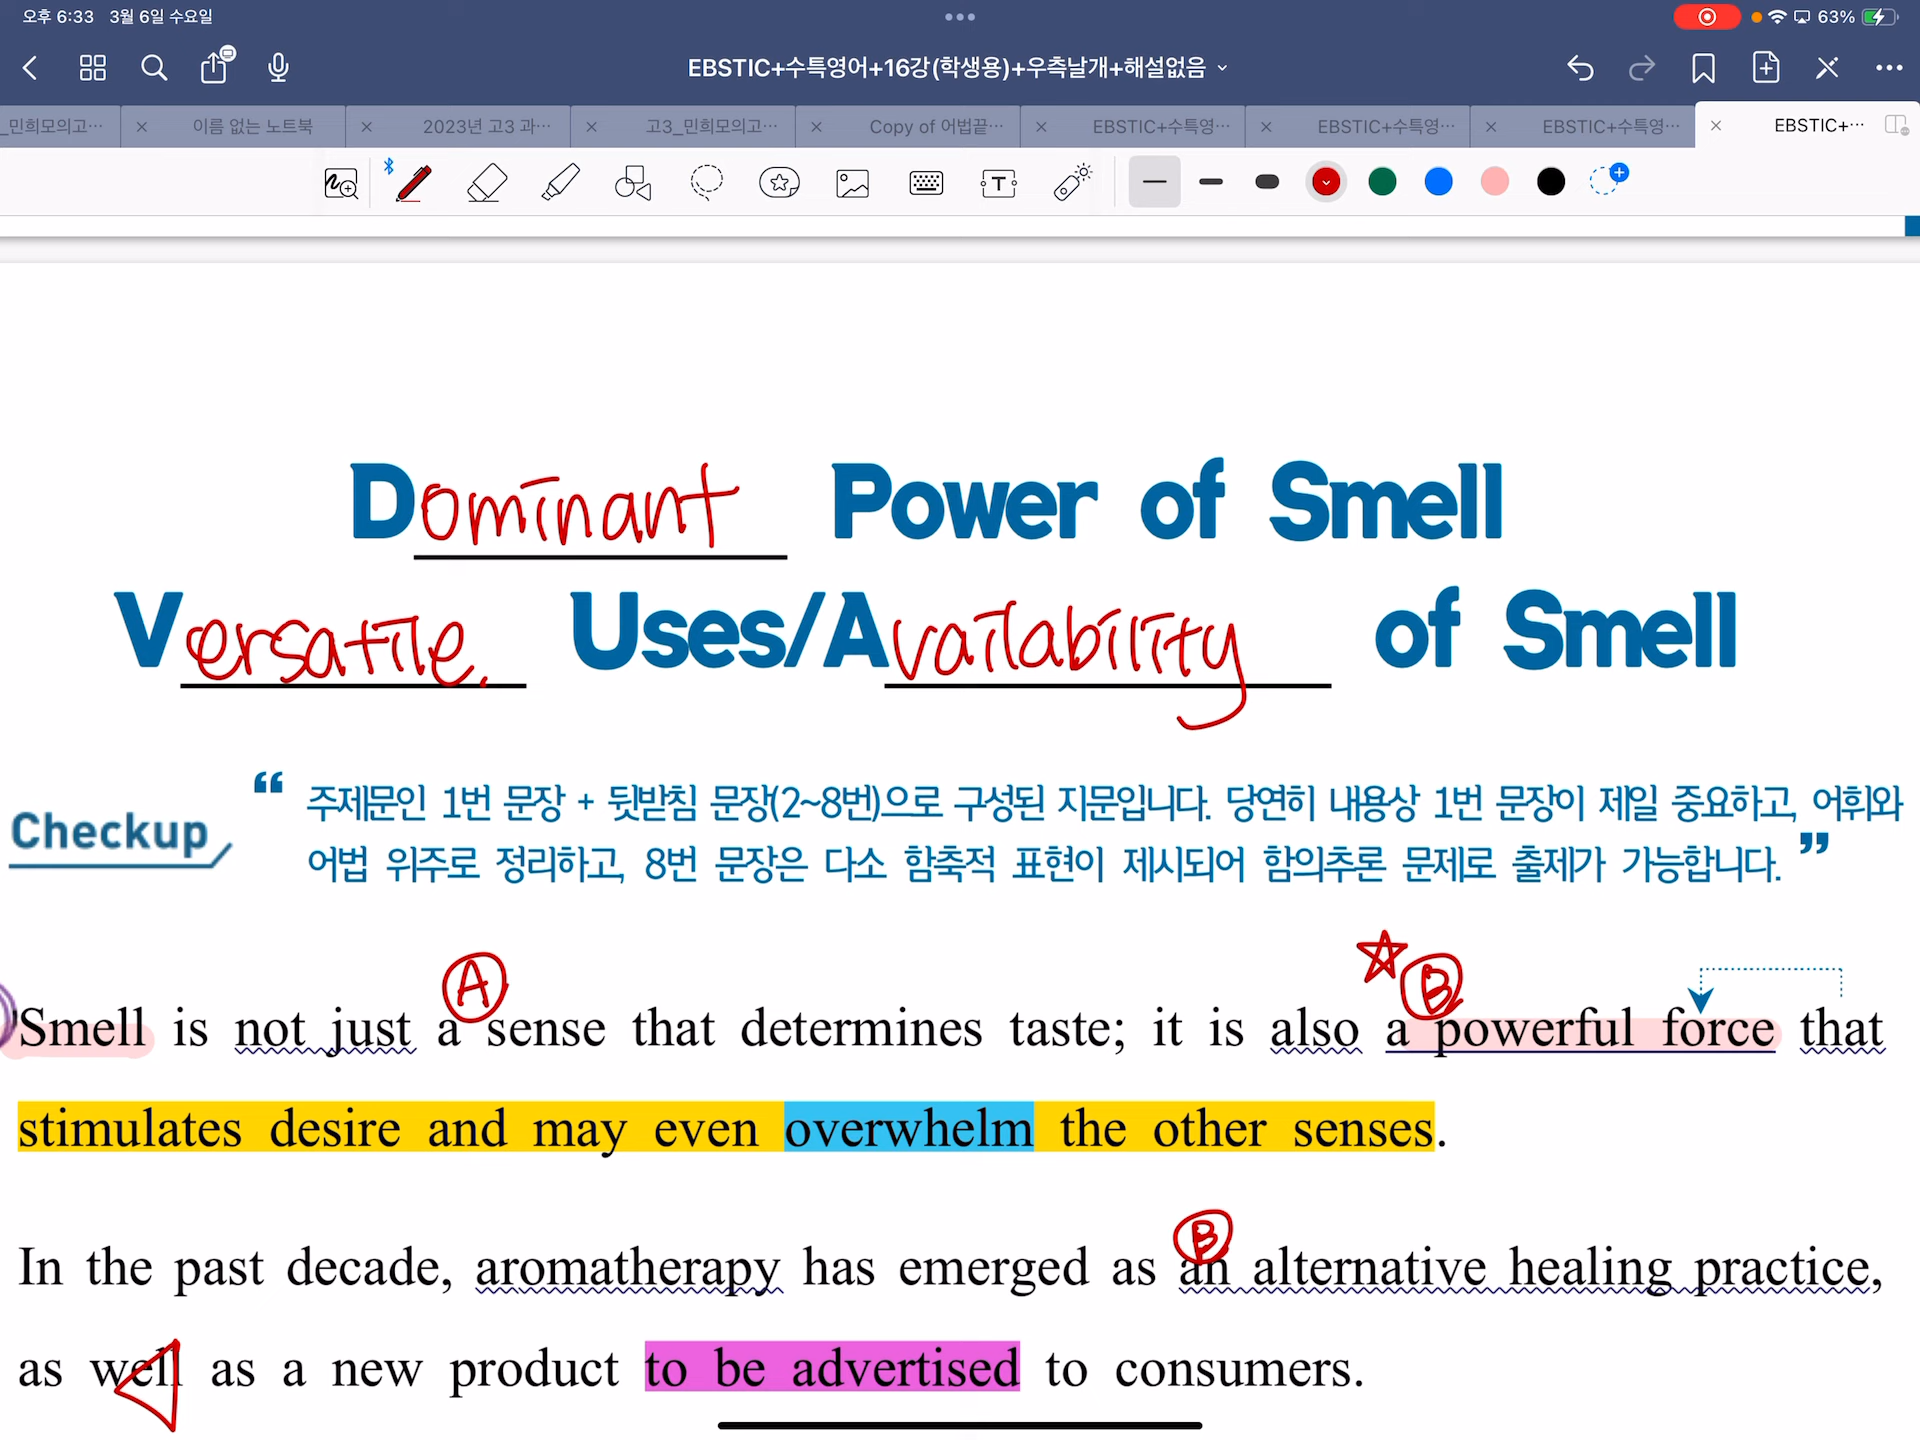 오후 6:33 3월 6일 수요일
63%
EBSTIC+수특영어+16강(학생용)+우측날개+해설없음
_민희모의고…
이름 없는 노트북
2023년 고3 과…
고3_민희모의고…
Copy of 어법끝…
EBSTIC+수특영…
EBSTIC+수특영…
EBSTIC+수특영…
EBSTIC+…
Dominant Power of Smell
Versatile. Uses/Availability of Smell
Checkup
“ 주제문인 1번 문장 + 뒷받침 문장(2~8번)으로 구성된 지문입니다. 당연히 내용상 1번 문장이 제일 중요하고, 어휘와
어법 위주로 정리하고, 8번 문장은 다소 함축적 표현이 제시되어 함의추론 문제로 출제가 가능합니다. ”
A
B
Smell is not just a sense that determines taste; it is also a powerful force that
stimulates desire and may even overwhelm the other senses.
B
In the past decade, aromatherapy has emerged as an alternative healing practice,
as well as a new product to be advertised to consumers.